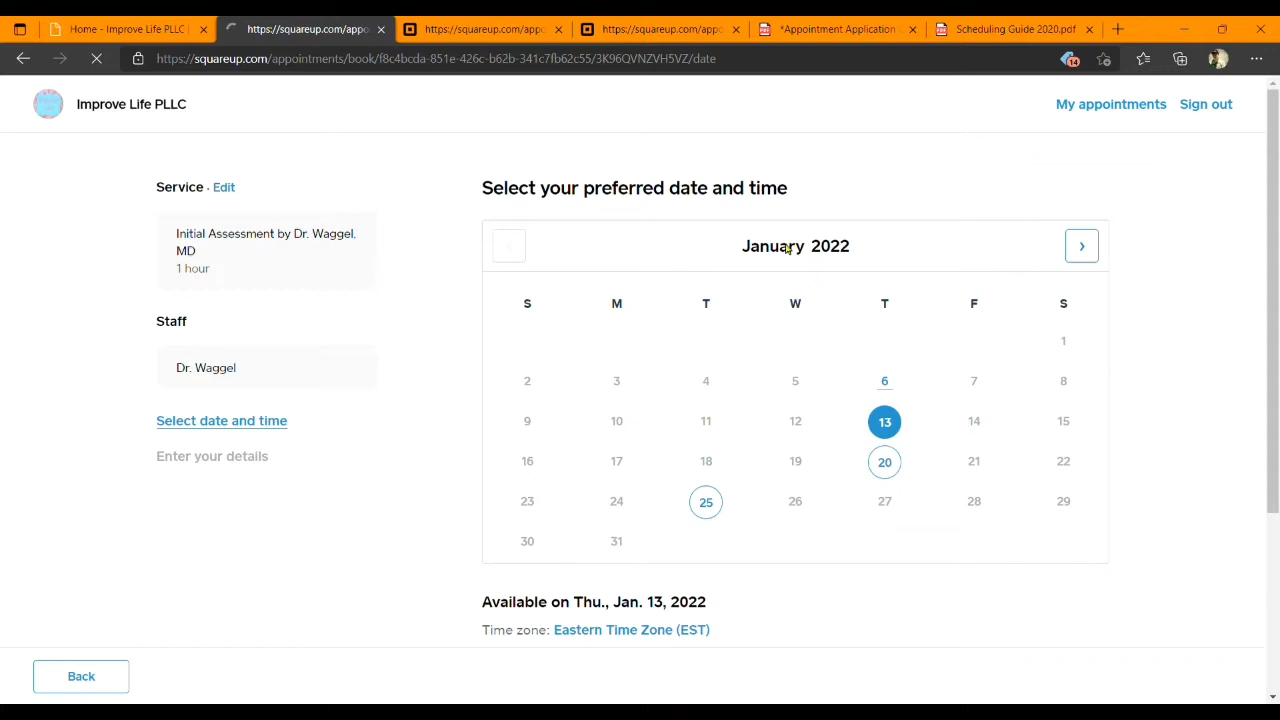 Home - Improve Life PLLC |
https://squareup.com/appo
https://squareup.com/appo
https://squareup.com/appo
*Appointment Application
Scheduling Guide 2020.pdf
https://squareup.com/appointments/book/f8c4bcda-851e-426c-b62b-341c7fb62c55/3K96QVNZVH5VZ/date
14
Improve Life PLLC
My appointments
Sign out
Service · Edit
Initial Assessment by Dr. Waggel,
MD
1 hour
Staff
Dr. Waggel
Select date and time
Enter your details
Select your preferred date and time
January 2022
S M T W T F S
1
2 3 4 5 6 7 8
9 10 11 12 13 14 15
16 17 18 19 20 21 22
23 24 25 26 27 28 29
30 31
Available on Thu., Jan. 13, 2022
Time zone: Eastern Time Zone (EST)
Back